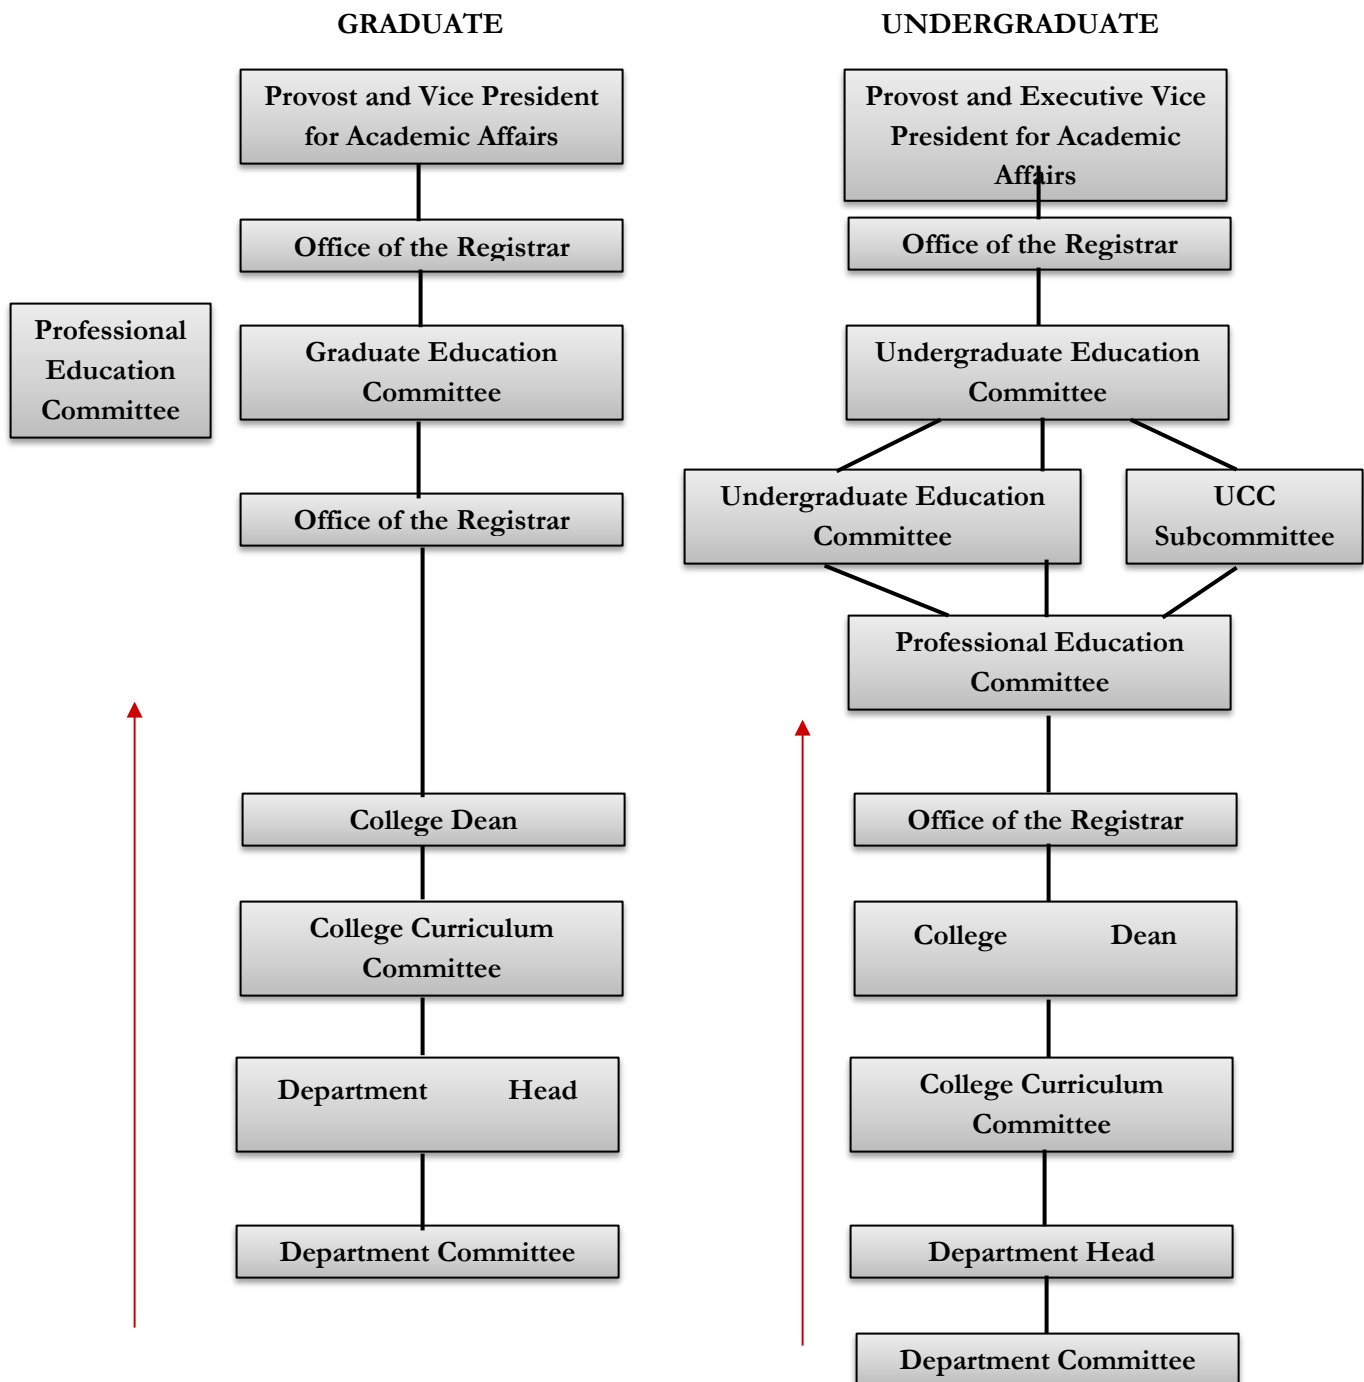 GRADUATE
Provost and Vice President
for Academic Affairs
Office of the Registrar
Professional
Education
Committee
Graduate Education
Committee
Office of the Registrar
College Dean
College Curriculum
Committee
Department Head
Department Committee
UNDERGRADUATE
Provost and Executive Vice
President for Academic
Affairs
Office of the Registrar
Undergraduate Education
Committee
Undergraduate Education
Committee
UCC
Subcommittee
Professional Education
Committee
Office of the Registrar
College Dean
College Curriculum
Committee
Department Head
Department Committee